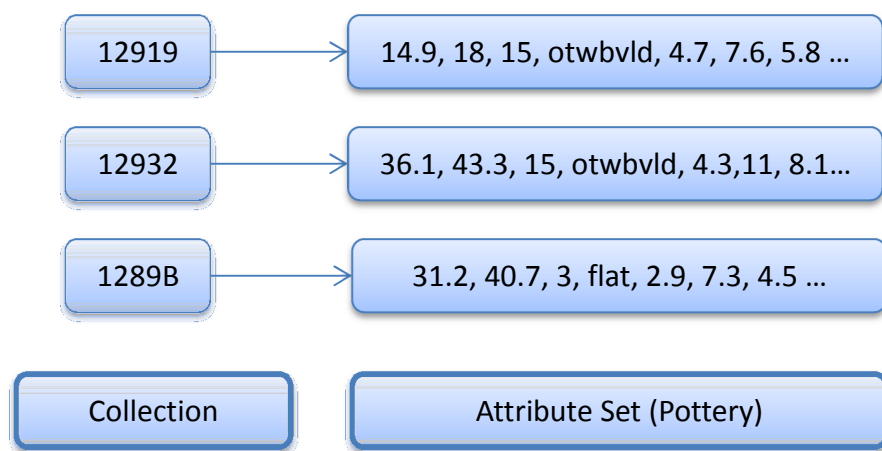 12919
14.9, 18, 15, otwbvld, 4.7, 7.6, 5.8 …
12932
36.1, 43.3, 15, otwbvld, 4.3,11, 8.1…
1289B
31.2, 40.7, 3, flat, 2.9, 7.3, 4.5 …
Collection
Attribute Set (Pottery)